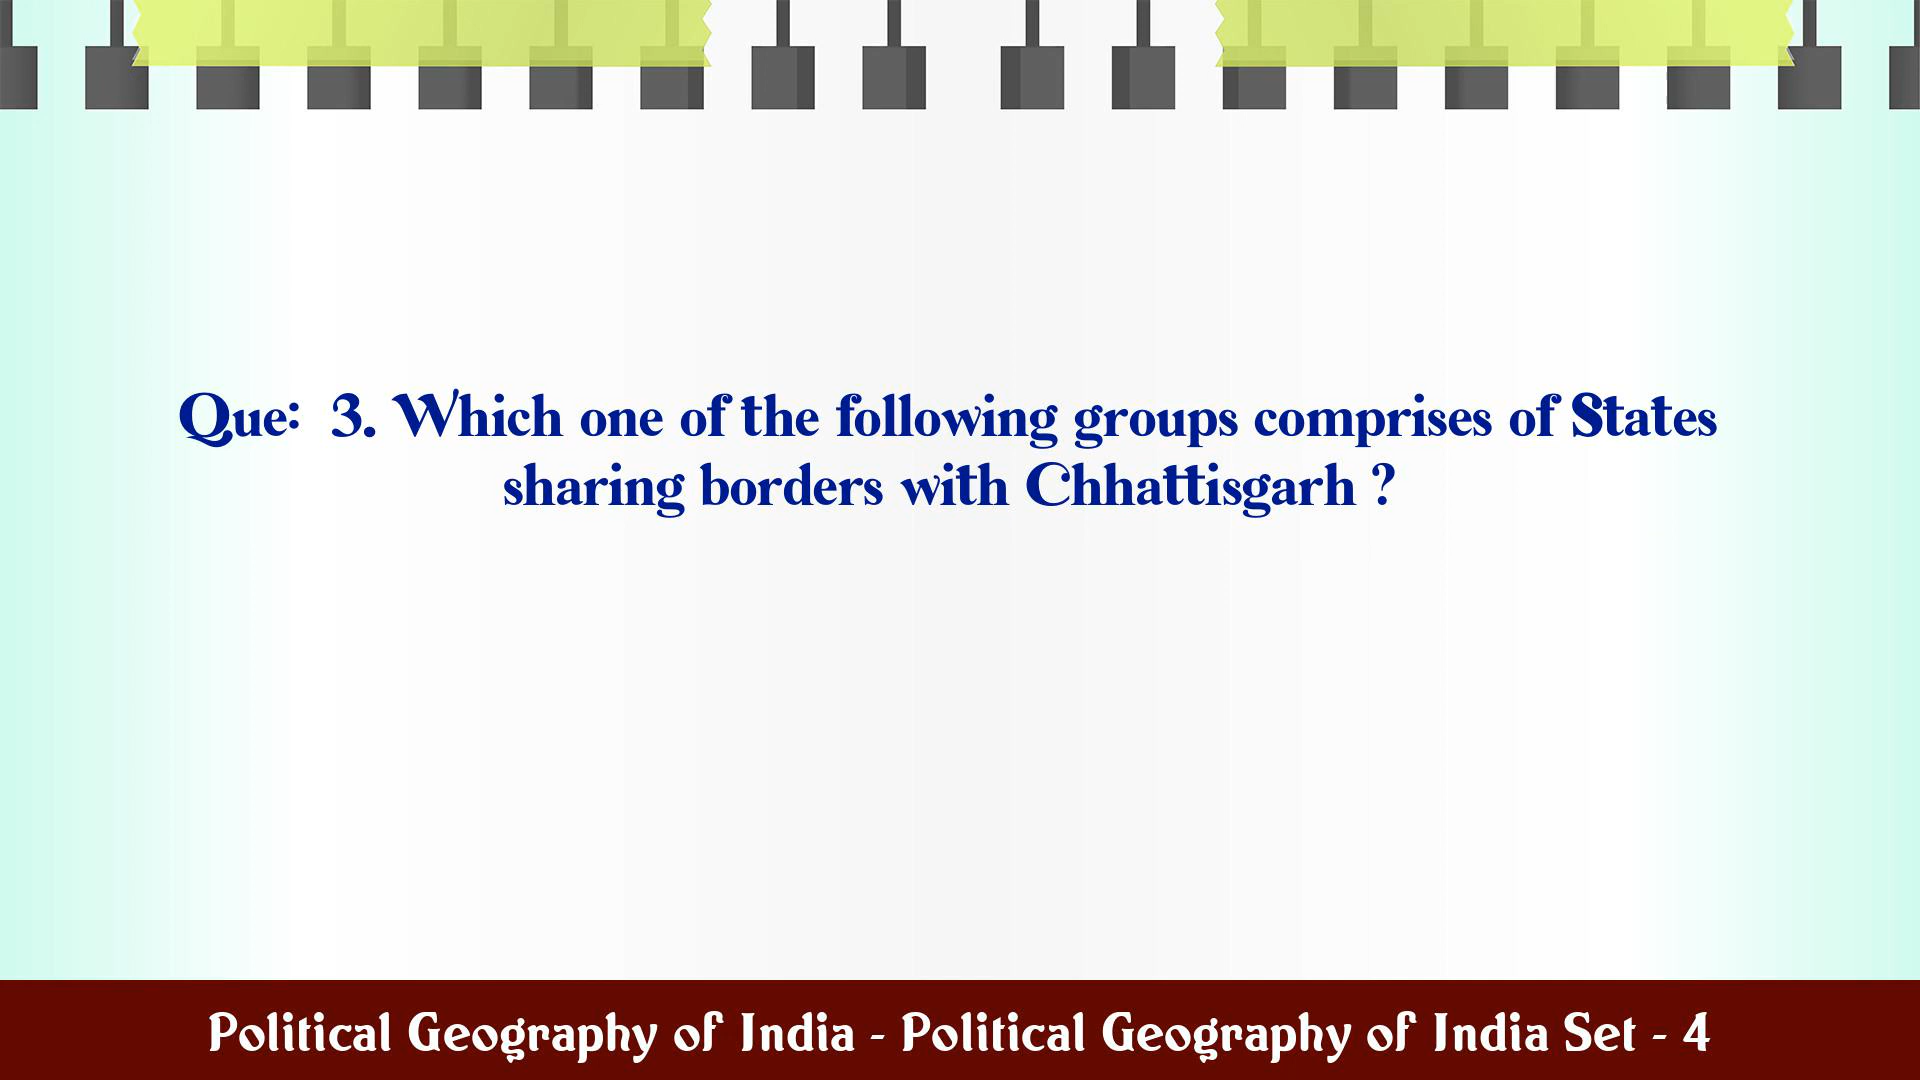 Que: 3. Which one of the following groups comprises of States
sharing borders with Chhattisgarh ?
Political Geography of India - Political Geography of India Set - 4